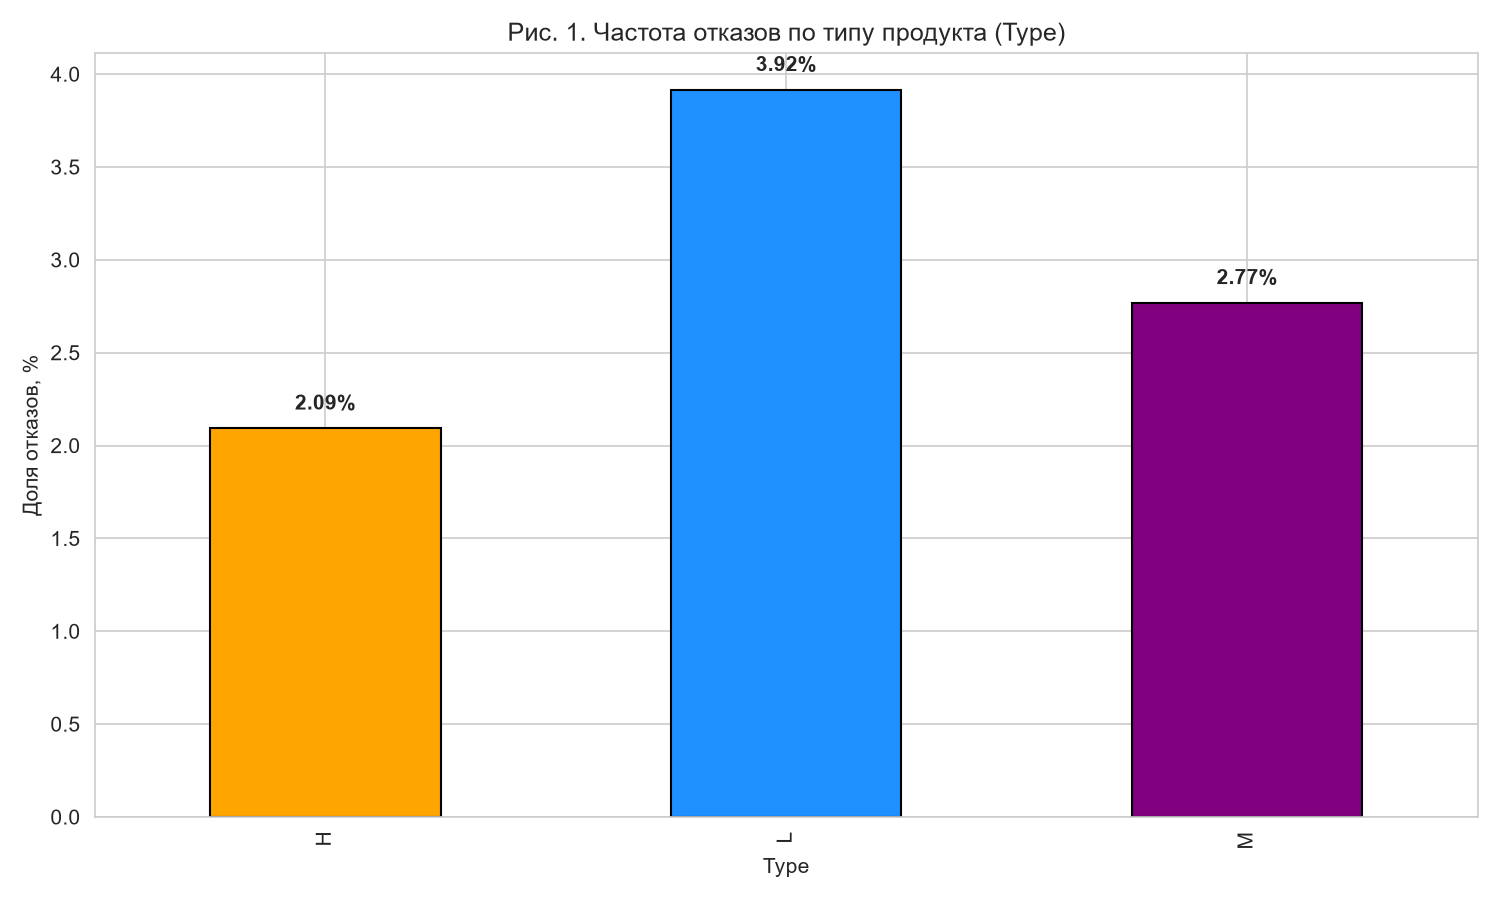 Рис. 1. Частота отказов по типу продукта (Type)
Доля отказов, %
4.0
3.5
3.0
2.5
2.0
1.5
1.0
0.5
0.0
2.09%
3.92%
2.77%
H
L
M
Type